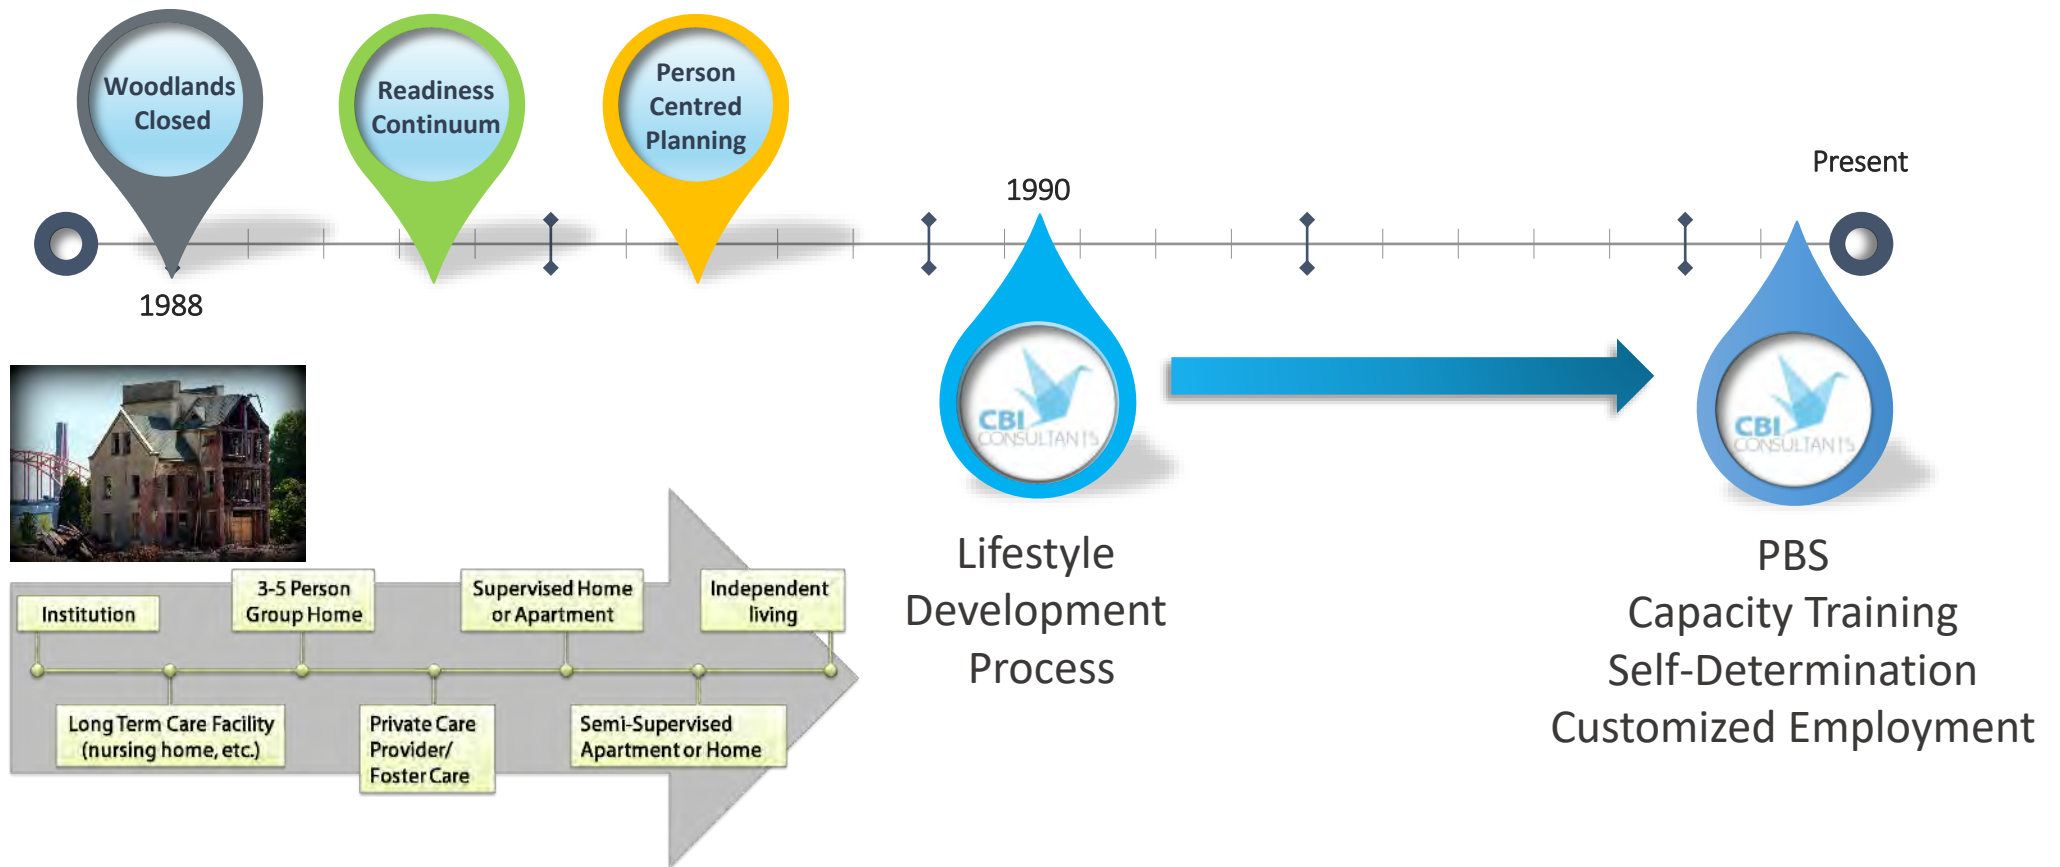 Woodlands
Closed
Readiness
Continuum
Person
Centred
Planning
Present
1990
1988
CBI
CONSULTANTS
CBI
CONSULTANTS
Lifestyle
Development
Process
PBS
Capacity Training
Self-Determination
Customized Employment
Institution
3-5 Person
Group Home
Supervised Home
or Apartment
Independent
living
Long Term Care Facility
(nursing home, etc.)
Private Care
Provider/
Foster Care
Semi-Supervised
Apartment or Home